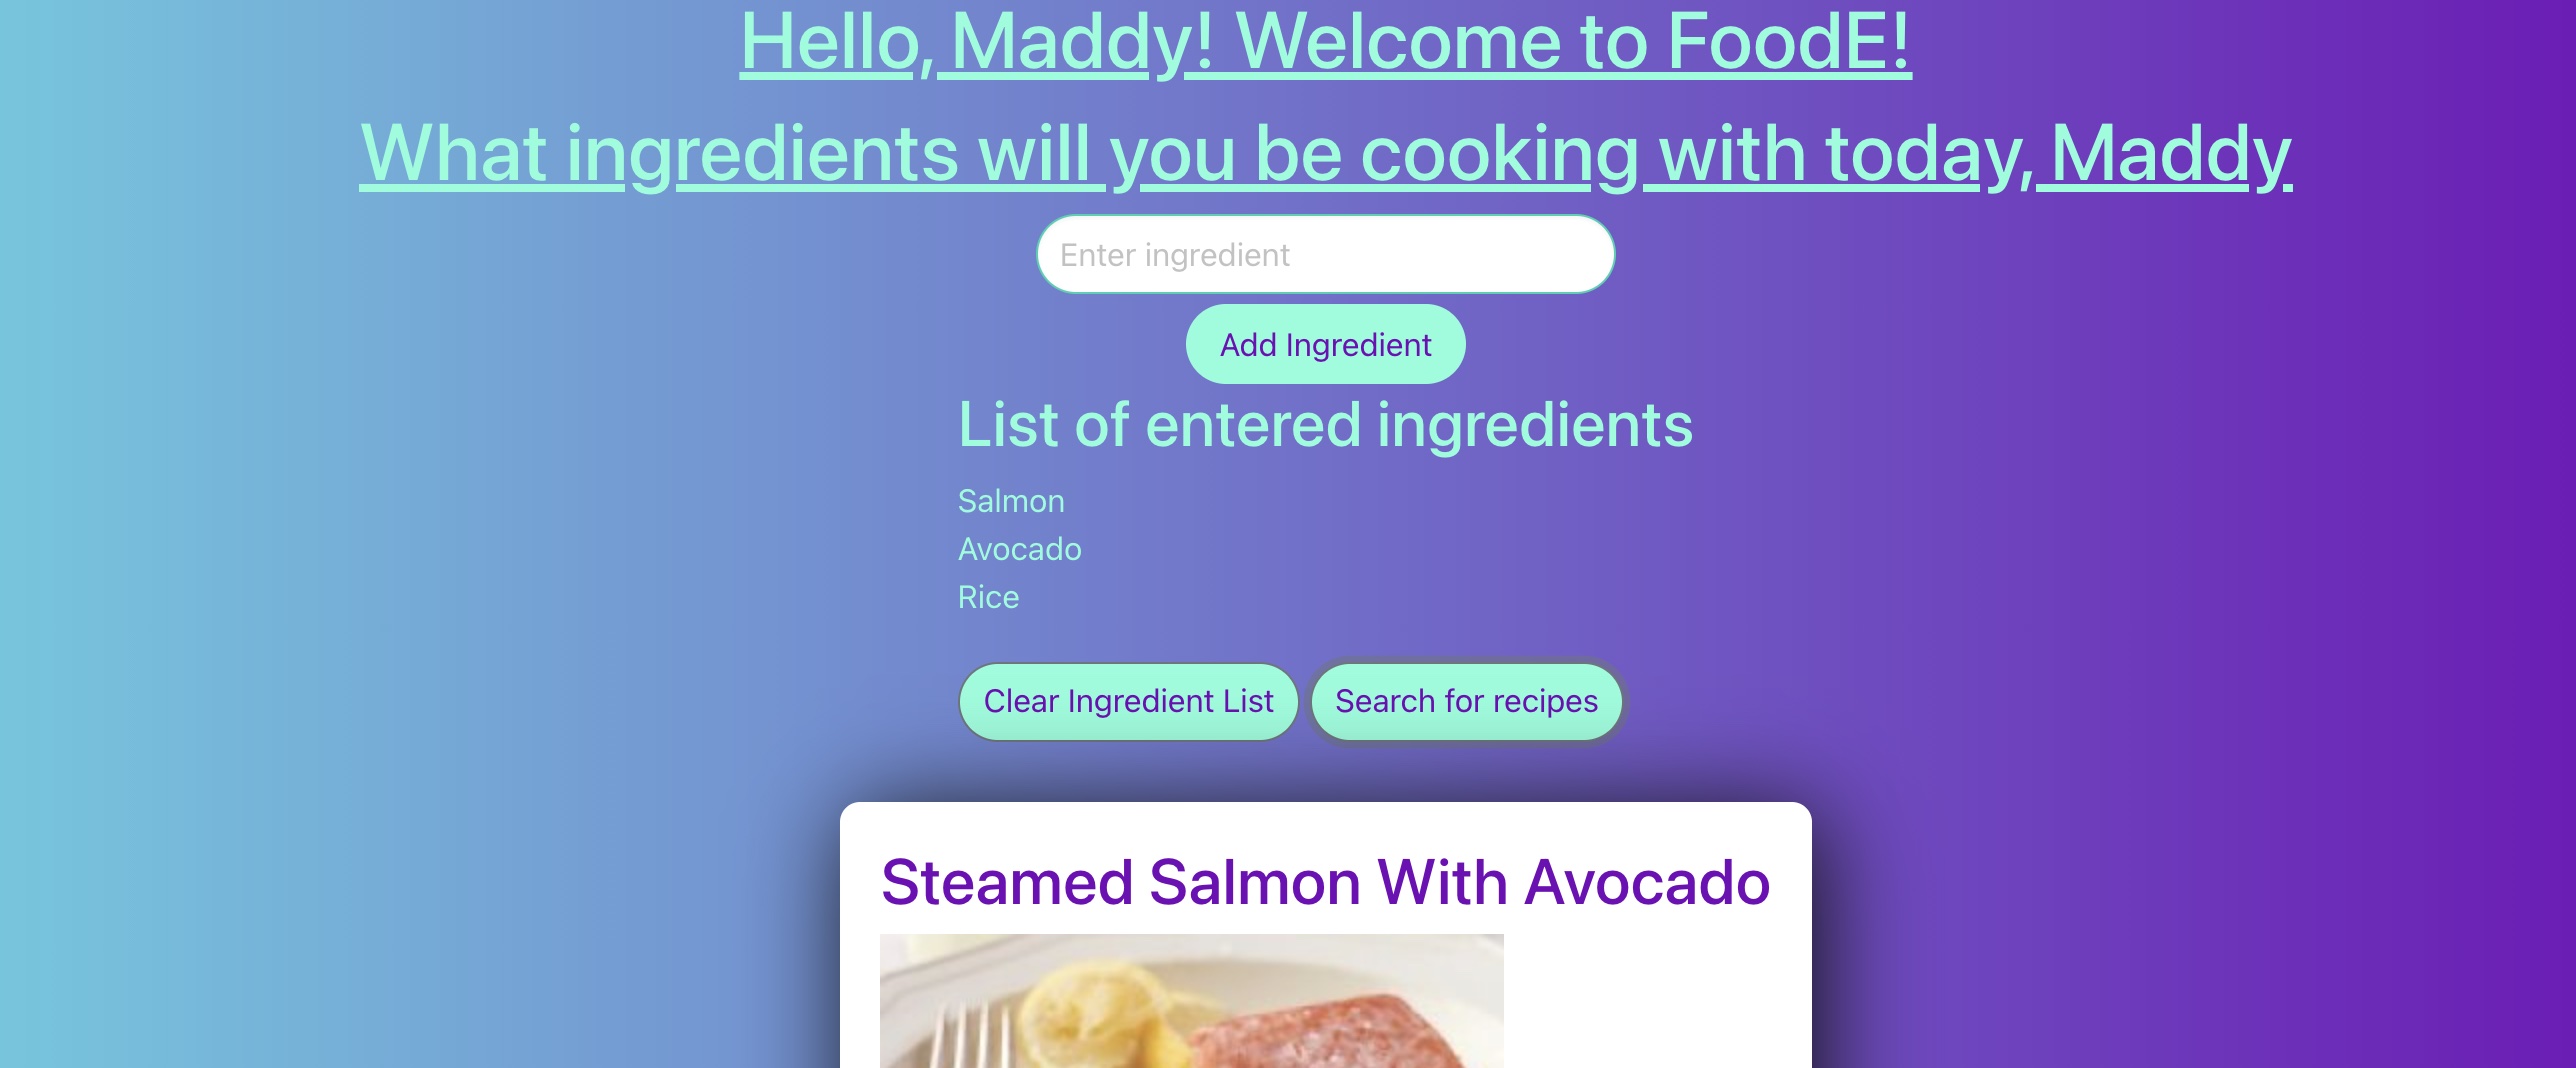 Hello, Maddy! Welcome to FoodE!
What ingredients will you be cooking with today, Maddy
Enter ingredient
Add Ingredient
List of entered ingredients
Salmon
Avocado
Rice
Clear Ingredient List
Search for recipes
Steamed Salmon With Avocado